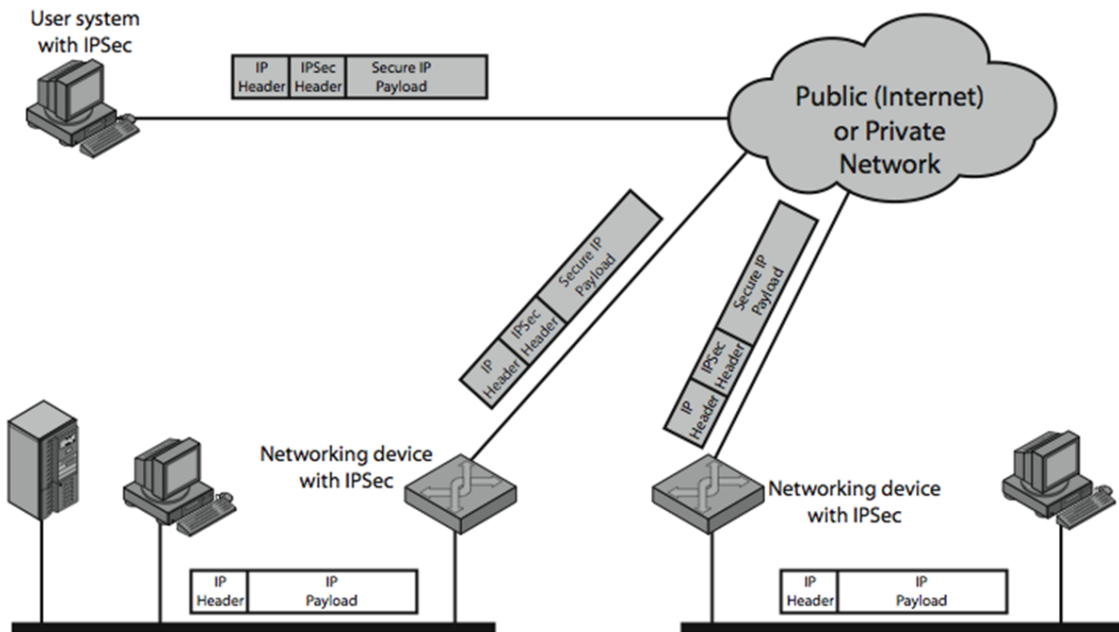 User system
with IPSec
IP
Header
IPSec
Header
Secure IP
Payload
Public (Internet)
or Private
Network
IP
Header
IPSec
Header
Secure IP
Payload
IP
Header
IPSec
Header
Secure IP
Payload
Networking device
with IPSec
Networking device
with IPSec
IP
Header
IP
Payload
IP
Header
IP
Payload